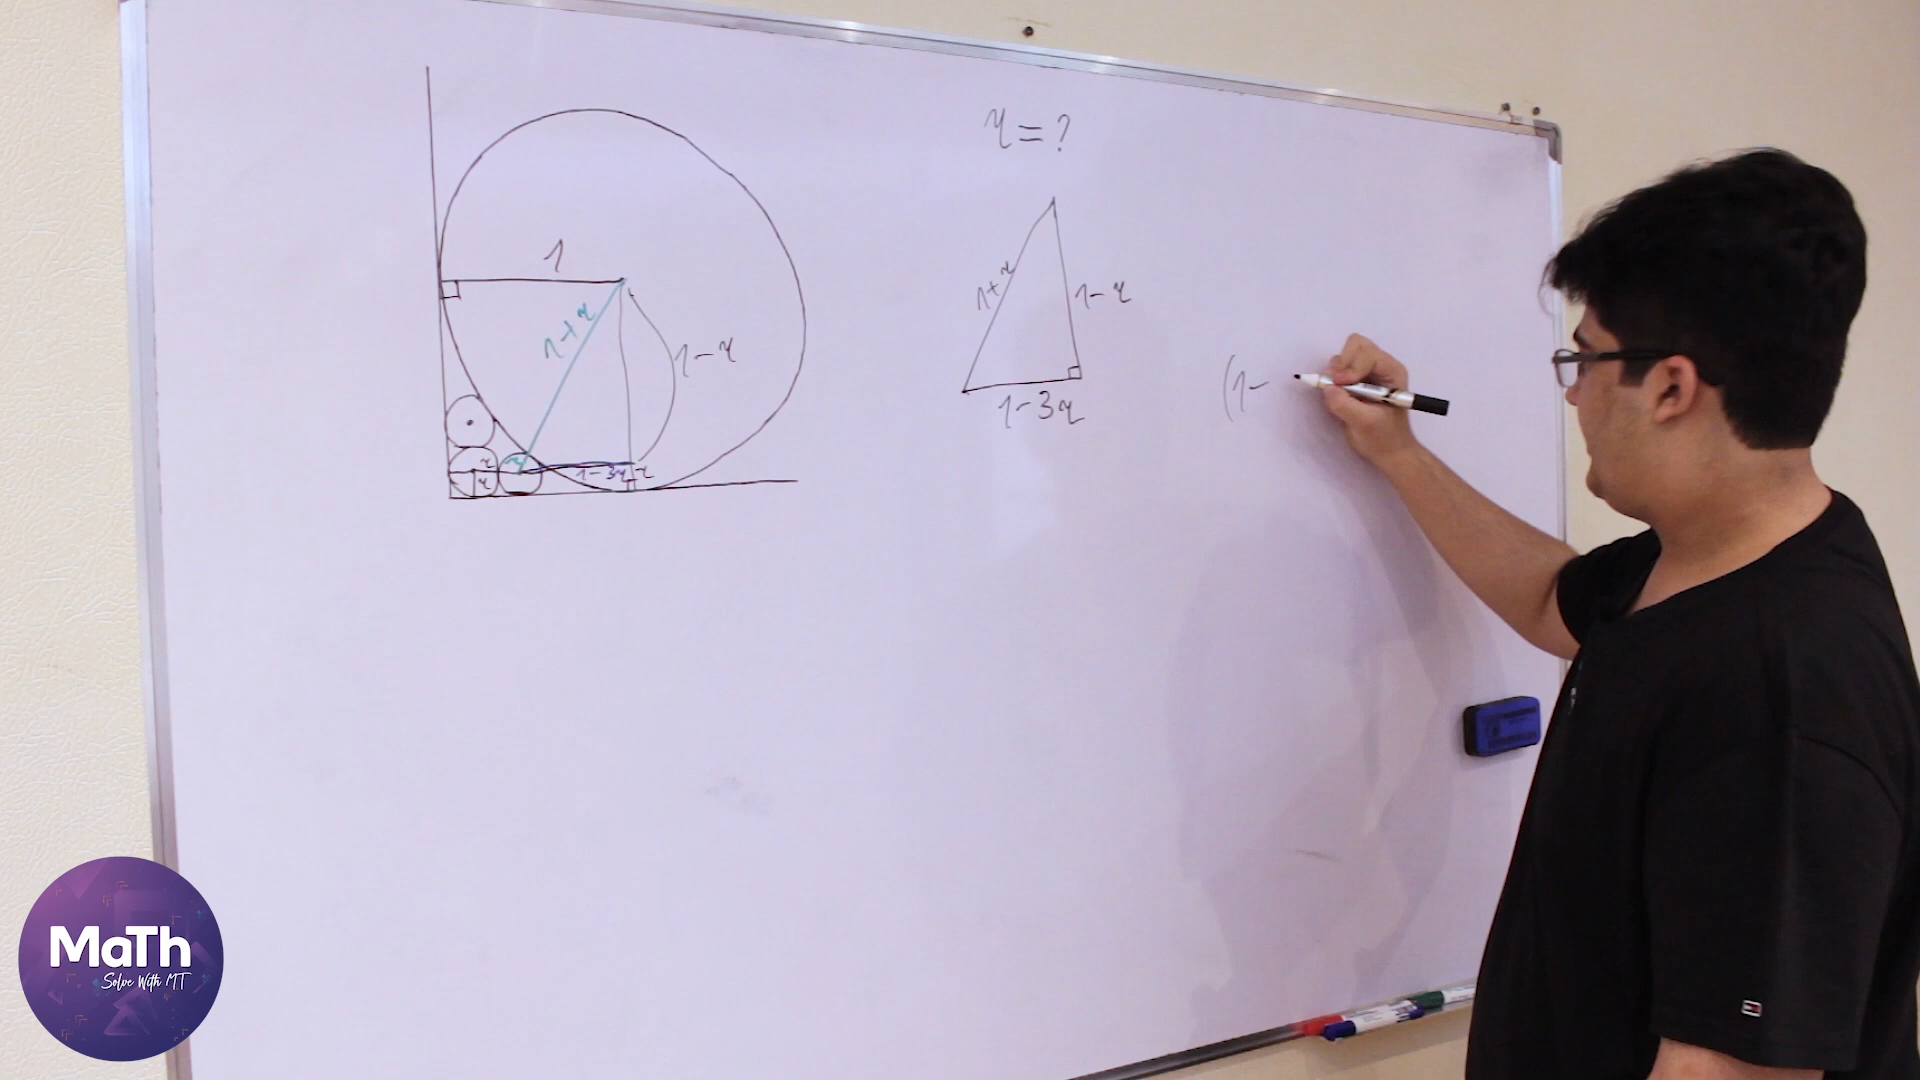 r = ?
1
1+r
1-r
r
r
r
1-3r
r
1+r
1-r
1-3r
(1-
MaTh
Solve With MT